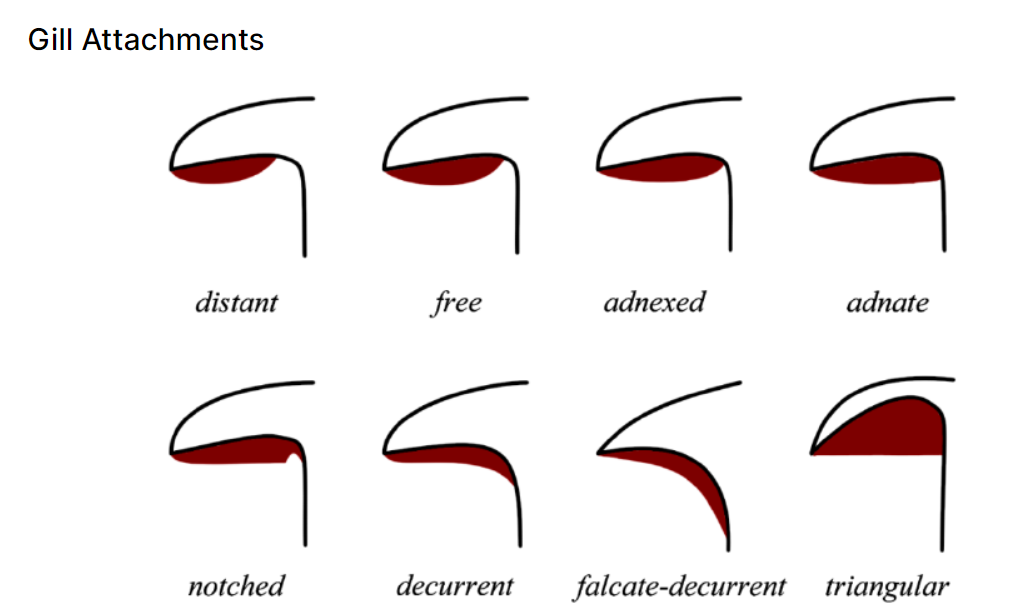 Gill Attachments
distant free adnexed adnate
notched decurrent falcate-decurrent triangular